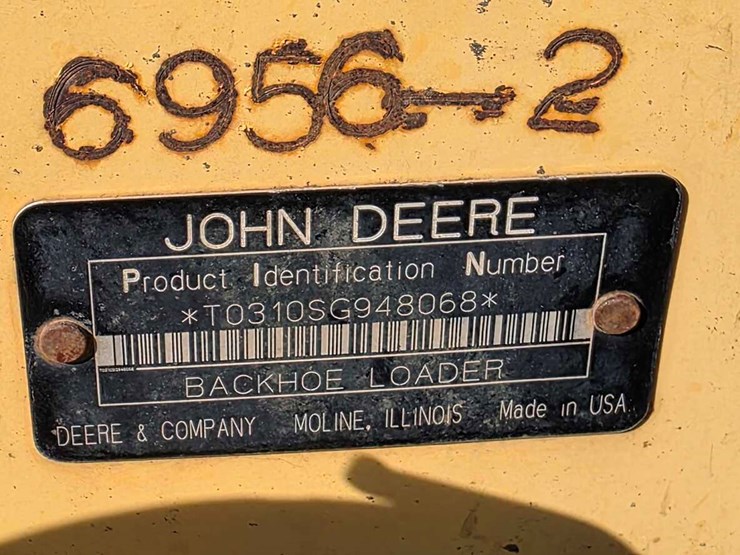 6956-2
JOHN DEERE
Product Identification Number
*T0310SG948068*
BACKHOE LOADER
DEERE & COMPANY MOLINE, ILLINOIS Made in USA